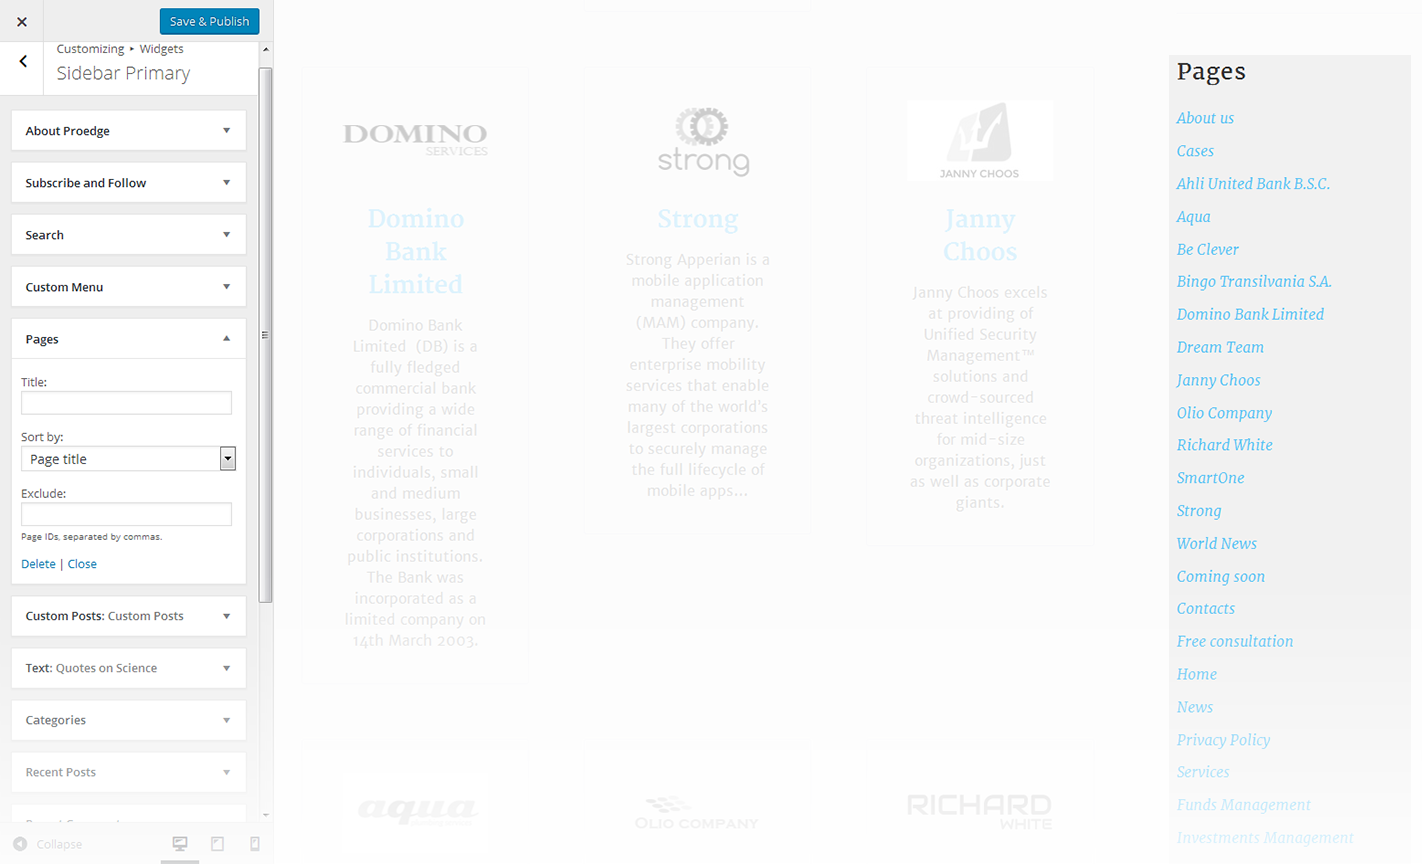 Save & Publish
Customizing ▸ Widgets
Sidebar Primary
About Proedge
Subscribe and Follow
Search
Custom Menu
Pages
Title:
Sort by:
Page title
Exclude:
Page IDs, separated by commas.
Delete | Close
Custom Posts: Custom Posts
Text: Quotes on Science
Categories
Recent Posts
Collapse
DOMINO
SERVICES
Domino
Bank
Limited
Domino Bank
Limited (DB) is a
fully fledged
commercial bank
providing a wide
range of financial
services to
individuals, small
and medium
businesses, large
corporations and
public institutions.
The Bank was
incorporated as a
limited company on
14th March 2003.
strong
Strong
Strong Apperian is a
mobile application
management
(MAM) company.
They offer
enterprise mobility
services that enable
many of the world's
largest corporations
to securely manage
the full lifecycle of
mobile apps...
JANNY CHOOS
Janny
Choos
Janny Choos excels
at providing of
Unified Security
Management™
solutions and
crowd-sourced
threat intelligence
for mid-size
organizations, just
as well as corporate
giants.
aqua
OLIO COMPANY
RICHARD
WHITE
Pages
About us
Cases
Ahli United Bank B.S.C.
Aqua
Be Clever
Bingo Transilvania S.A.
Domino Bank Limited
Dream Team
Janny Choos
Olio Company
Richard White
SmartOne
Strong
World News
Coming soon
Contacts
Free consultation
Home
News
Privacy Policy
Services
Funds Management
Investments Management